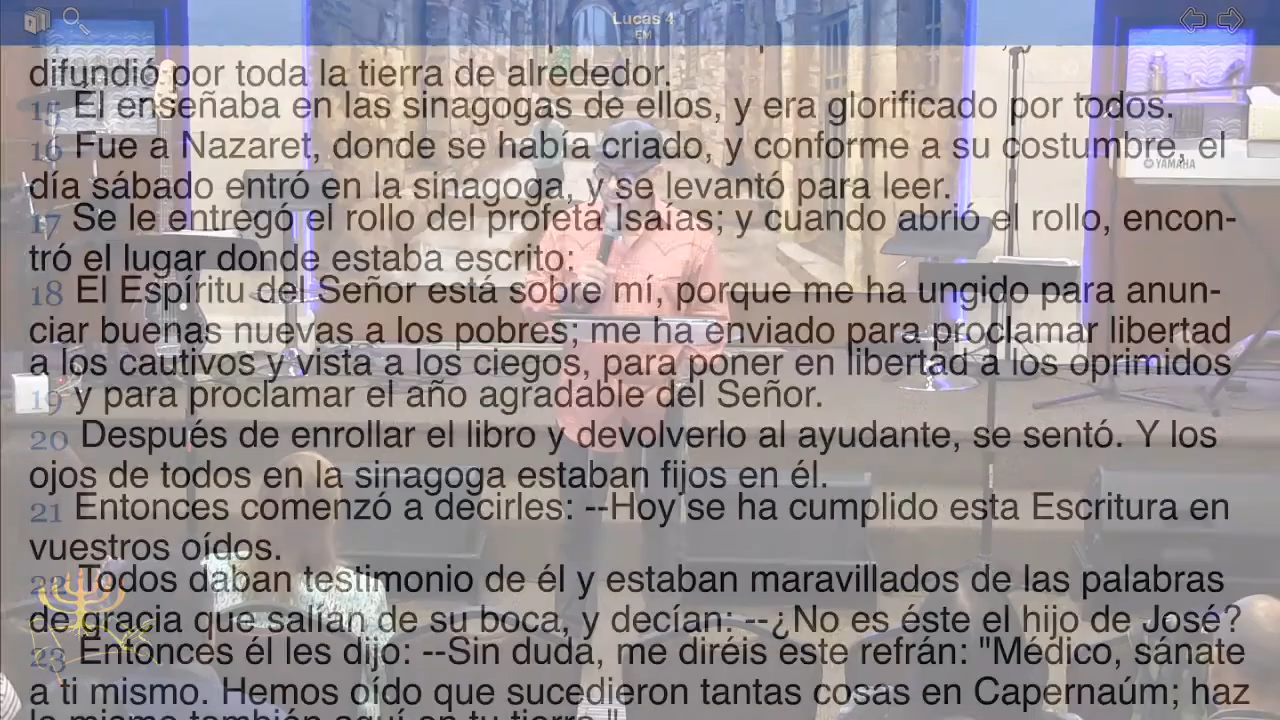 Lucas 4
EM
difundió por toda la tierra de alrededor.
15 El enseñaba en las sinagogas de ellos, y era glorificado por todos.
16 Fue a Nazaret, donde se había criado, y conforme a su costumbre, el
día sábado entró en la sinagoga, y se levantó para leer.
17 Se le entregó el rollo del profeta Isaías; y cuando abrió el rollo, encon-
tró el lugar donde estaba escrito:
18 El Espíritu del Señor está sobre mí, porque me ha ungido para anun-
ciar buenas nuevas a los pobres; me ha enviado para proclamar libertad
a los cautivos y vista a los ciegos, para poner en libertad a los oprimidos
19 y para proclamar el año agradable del Señor.
20 Después de enrollar el libro y devolverlo al ayudante, se sentó. Y los
ojos de todos en la sinagoga estaban fijos en él.
21 Entonces comenzó a decirles: --Hoy se ha cumplido esta Escritura en
vuestros oídos.
22 Todos daban testimonio de él y estaban maravillados de las palabras
de gracia que salían de su boca, y decían: --¿No es éste el hijo de José?
23 Entonces él les dijo: --Sin duda, me diréis este refrán: "Médico, sánate
a ti mismo. Hemos oído que sucedieron tantas cosas en Capernaúm; haz
lo mismo también aquí en tu tierra."
YAMAHA